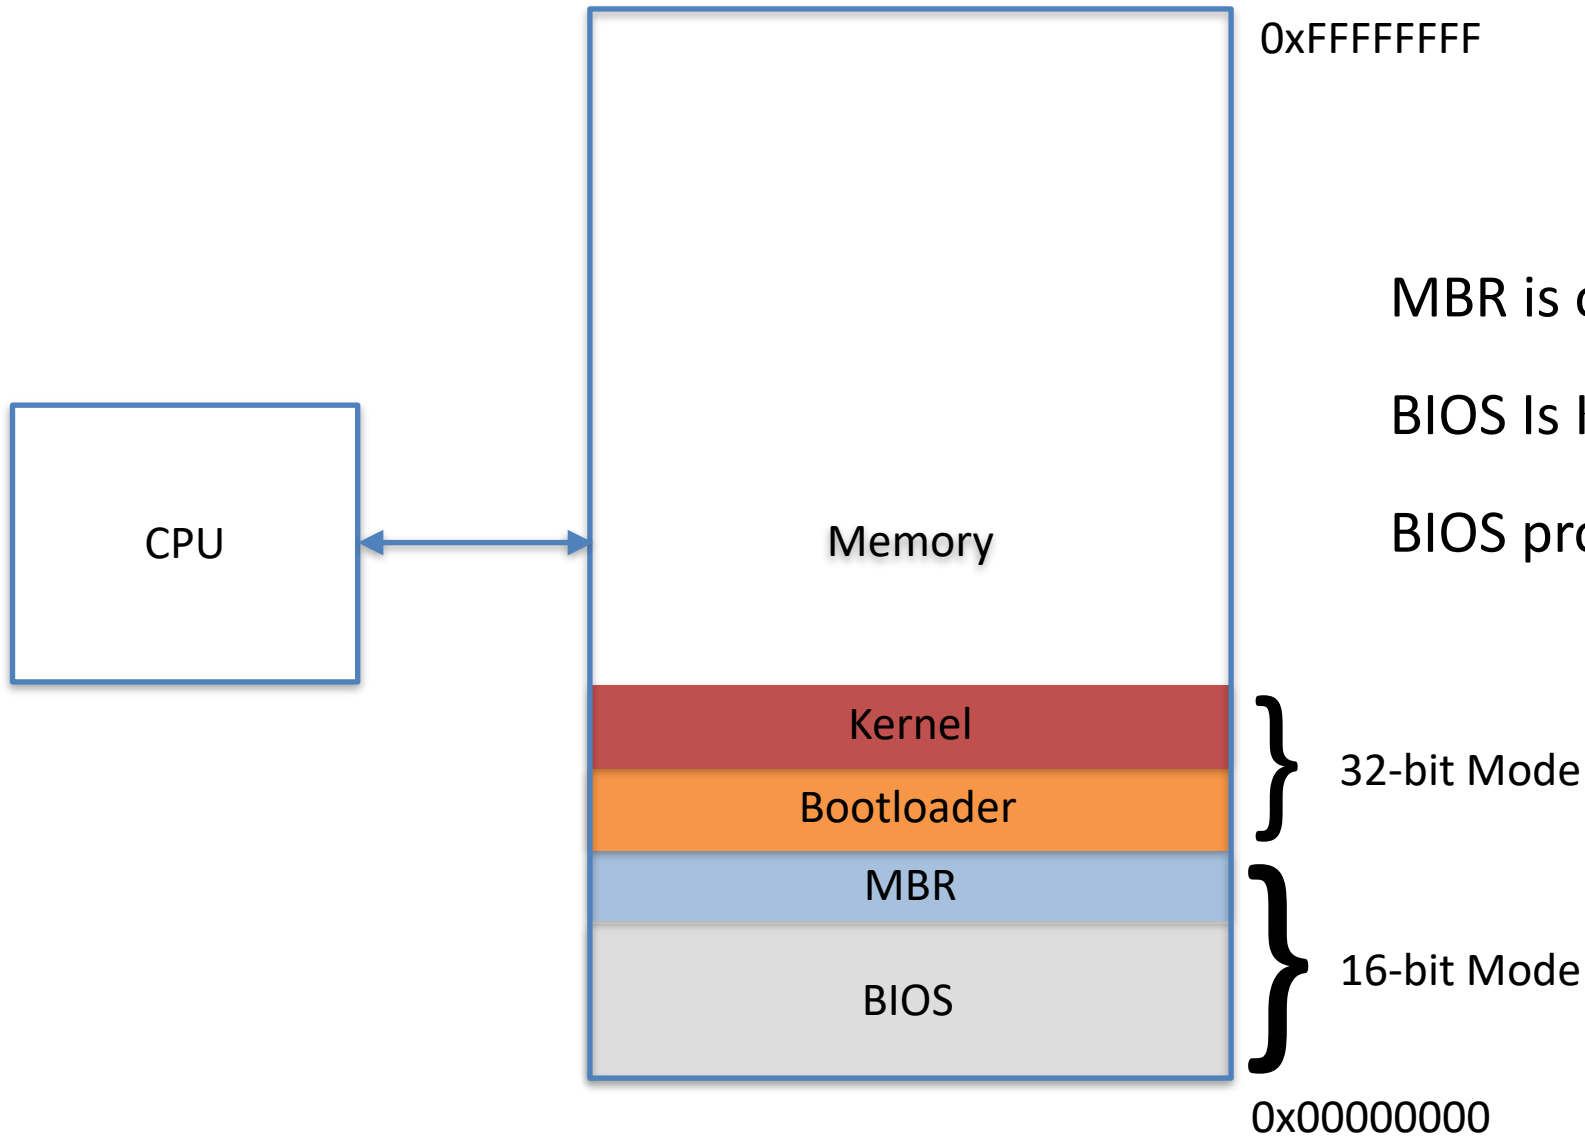 0xFFFFFFFF
MBR is
BIOS Is
BIOS
CPU
Memory
Kernel
32-bit Mode
Bootloader
MBR
16-bit Mode
BIOS
0x00000000